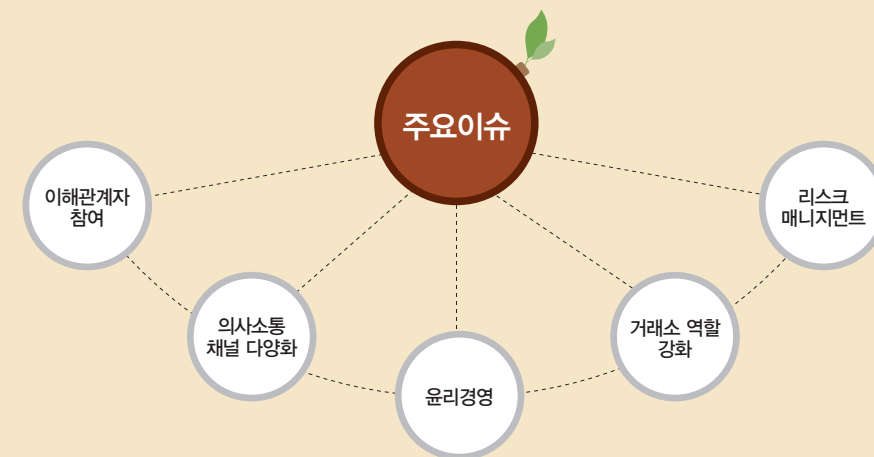 주요이슈
이해관계자
참여
의사소통
채널 다양화
윤리경영
거래소 역할
강화
리스크
매니지먼트